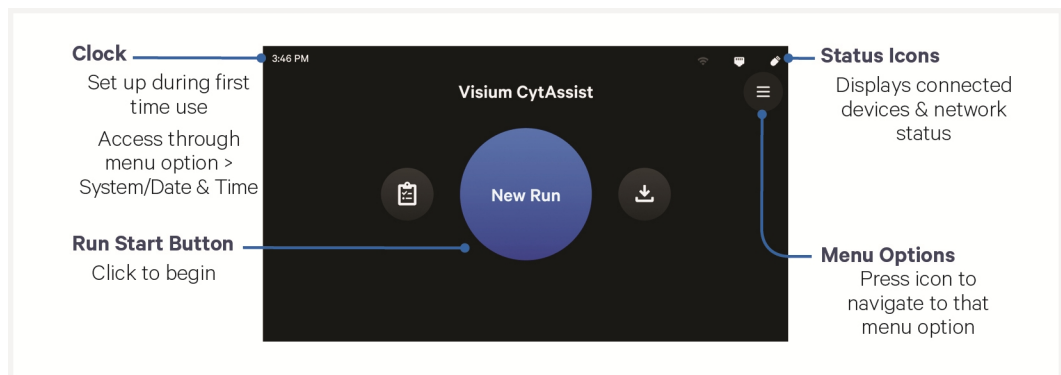 Clock
Set up during first
time use
Access through
menu option >
System/Date & Time
Run Start Button
Click to begin
3:46 PM
Visium CytAssist
New Run
Status Icons
Displays connected
devices & network
status
Menu Options
Press icon to
navigate to that
menu option